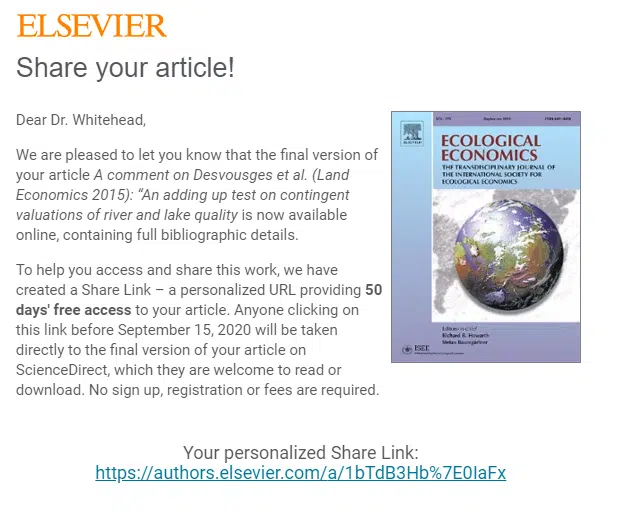 ELSEVIER
Share your article!
Dear Dr. Whitehead,
We are pleased to let you know that the final version of
your article A comment on Desvousges et al. (Land
Economics 2015): “An adding up test on contingent
valuations of river and lake quality is now available
online, containing full bibliographic details.
To help you access and share this work, we have
created a Share Link – a personalized URL providing 50
days' free access to your article. Anyone clicking on
this link before September 15, 2020 will be taken
directly to the final version of your article on
ScienceDirect, which they are welcome to read or
download. No sign up, registration or fees are required.
ELSEVIER
ECOLOGICAL
ECONOMICS
THE TRANSDISCIPLINARY JOURNAL OF
THE INTERNATIONAL SOCIETY FOR
ECOLOGICAL ECONOMICS
Richard B. Howarth
Stefan Baumgärtner
ISEE
Your personalized Share Link:
https://authors.elsevier.com/a/1bTdB3Hb%7E0IaFx